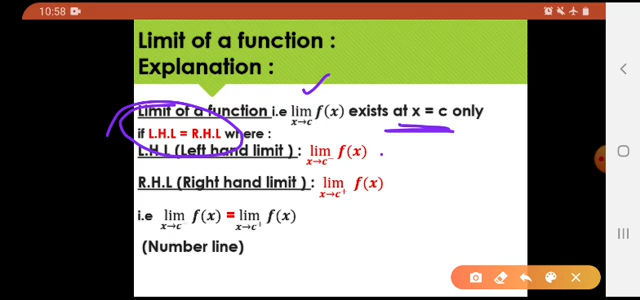 10:58
Limit of a function :
Explanation :
Limit of a function i.e lim x→c f(x) exists at x = c only
if L.H.L = R.H.L where :
L.H.L (Left hand limit ) : lim x→c⁻ f(x)
R.H.L (Right hand limit ) : lim x→c⁺ f(x)
i.e lim x→c f(x) = lim x→c⁺ f(x)
(Number line)